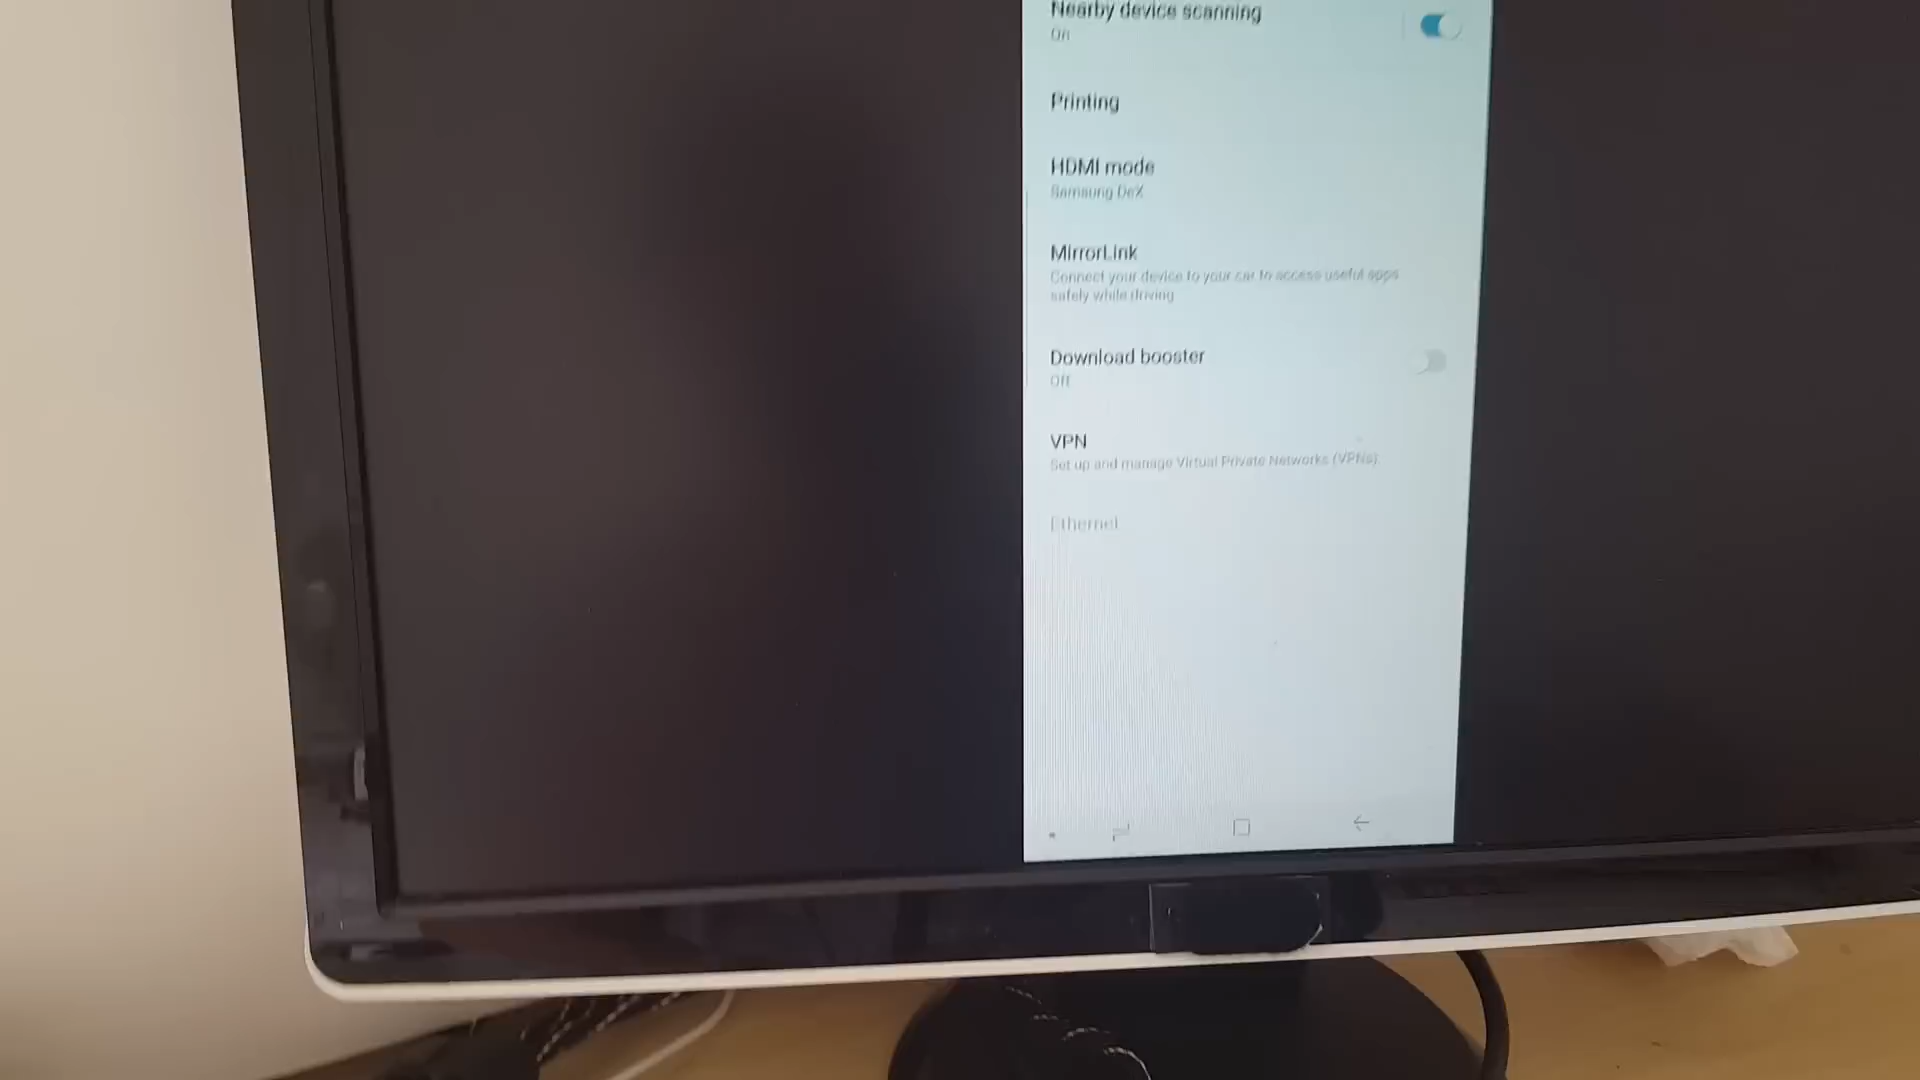 Nearby device scanning
On
Printing
HDMI mode
Samsung DeX
MirrorLink
Connect your device to your car to access useful apps
safely while driving
Download booster
Off
VPN
Set up and manage Virtual Private Networks (VPNs).
Ethernet